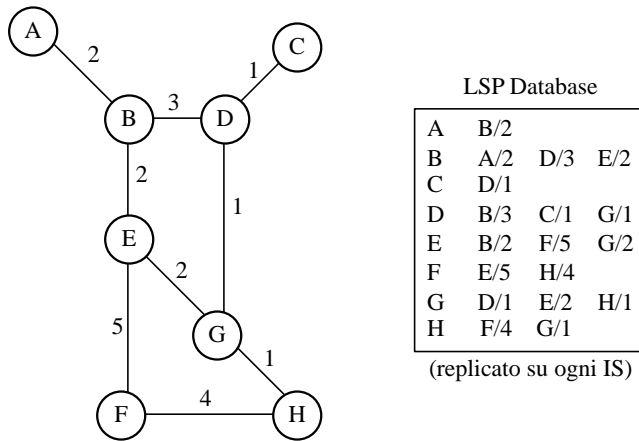 A
C
2
1
B
3
D
2
1
E
2
5
G
1
F
4
H
LSP Database
A B/2
B A/2 D/3 E/2
C D/1
D B/3 C/1 G/1
E B/2 F/5 G/2
F E/5 H/4
G D/1 E/2 H/1
H F/4 G/1
(replicato su ogni IS)